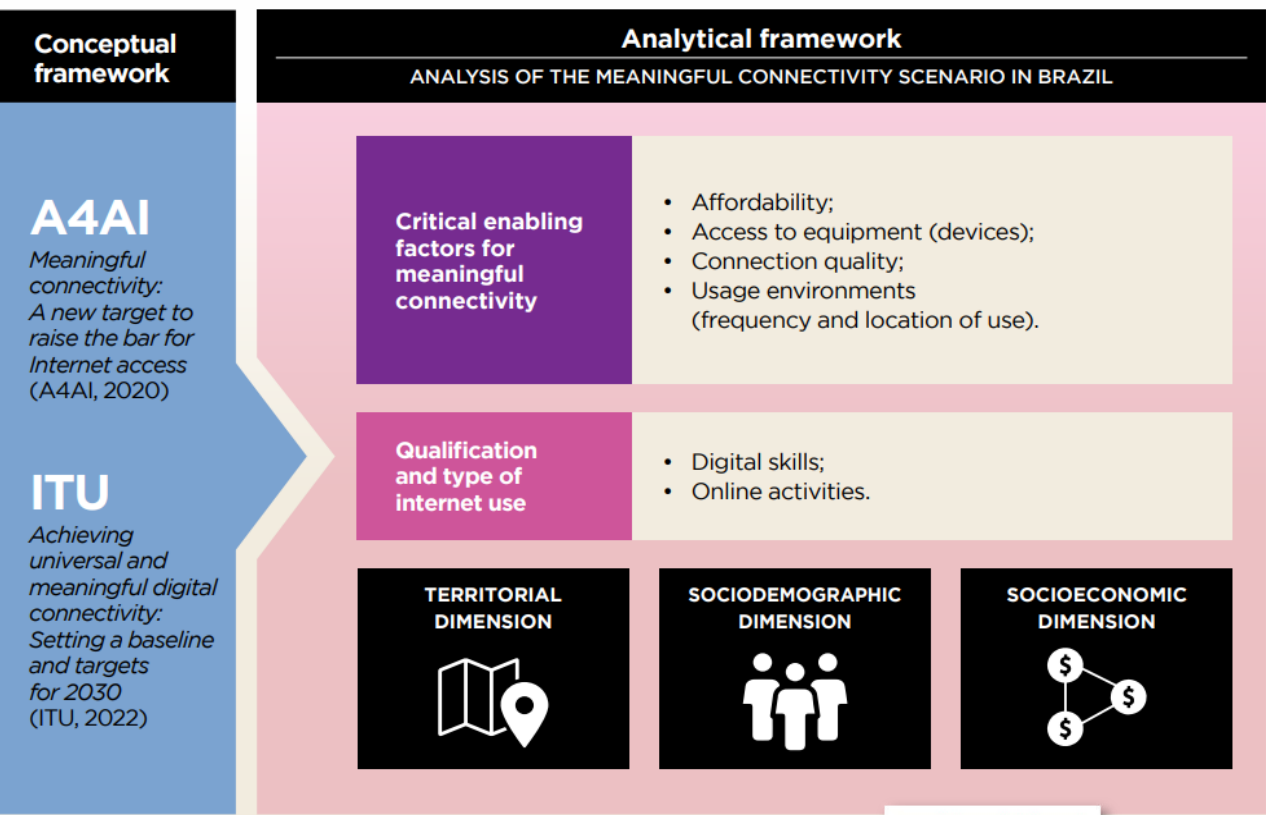 Conceptual
framework
A4AI
Meaningful
connectivity:
A new target to
raise the bar for
Internet access
(A4AI, 2020)
ITU
Achieving
universal and
meaningful digital
connectivity:
Setting a baseline
and targets
for 2030
(ITU, 2022)
Analytical framework
ANALYSIS OF THE MEANINGFUL CONNECTIVITY SCENARIO IN BRAZIL
Critical enabling
factors for
meaningful
connectivity
• Affordability;
• Access to equipment (devices);
• Connection quality;
• Usage environments
(frequency and location of use).
Qualification
and type of
internet use
• Digital skills;
• Online activities.
TERRITORIAL
DIMENSION
SOCIODEMOGRAPHIC
DIMENSION
SOCIOECONOMIC
DIMENSION
$
$
$